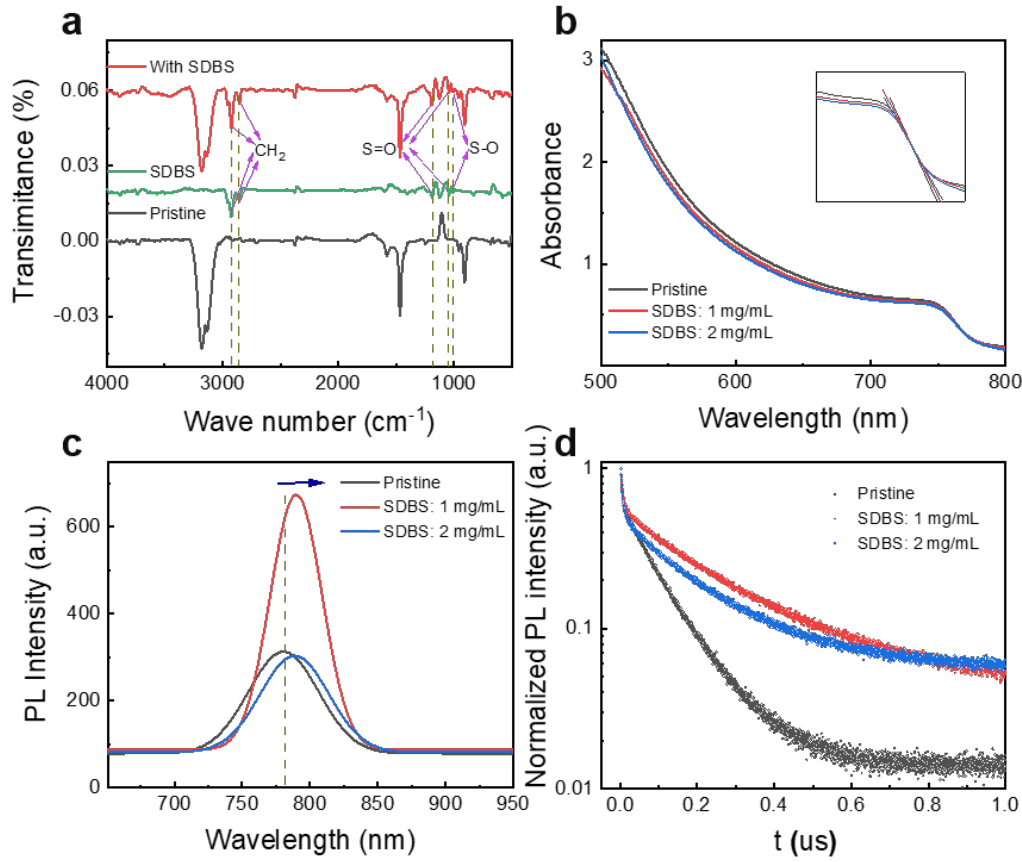 a
Transimitance (%)
0.06
0.03
0.00
-0.03
With SDBS
SDBS
Pristine
CH2
S=O
S-O
4000
3000
2000
1000
Wave number (cm-1)
b
Absorbance
3
2
1
Pristine
SDBS: 1 mg/mL
SDBS: 2 mg/mL
500
600
700
800
Wavelength (nm)
c
PL Intensity (a.u.)
600
400
200
0
Pristine
SDBS: 1 mg/mL
SDBS: 2 mg/mL
700
750
800
850
900
950
Wavelength (nm)
d
Normalized PL intensity (a.u.)
1
0.1
0.01
Pristine
SDBS: 1 mg/mL
SDBS: 2 mg/mL
0.0
0.2
0.4
0.6
0.8
1.0
t (us)